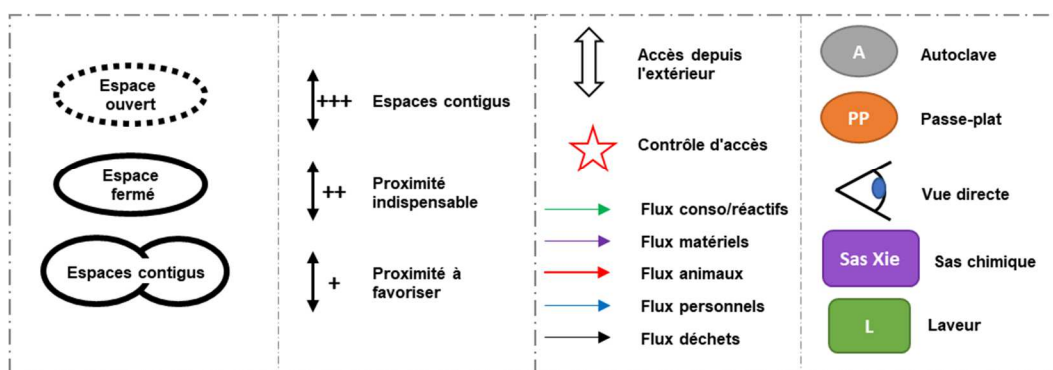 Espace
ouvert
Espace
fermé
Espaces contigus
+++ Espaces contigus
++ Proximité
indispensable
+ Proximité à
favoriser
Accès depuis
l'extérieur
Contrôle d'accès
Flux conso/réactifs
Flux matériels
Flux animaux
Flux personnels
Flux déchets
A Autoclave
PP Passe-plat
Vue directe
Sas Xie Sas chimique
L Laveur